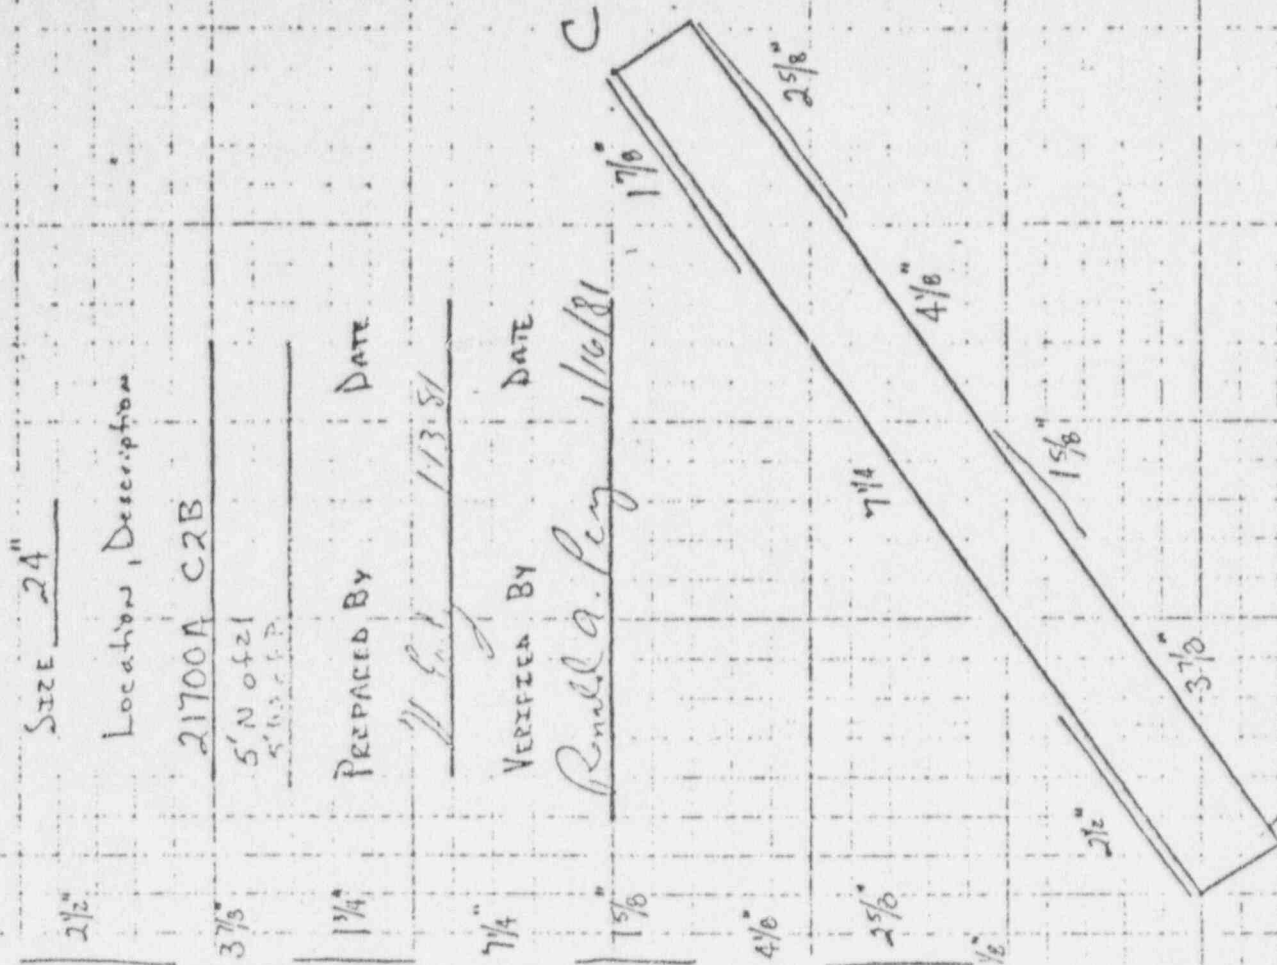 SIZE 24"
Location, Description
21700A C2B
5' N of 21
PREPARED BY DATE
1-13-81
VERIFIED BY DATE
Ronald A. 1/16/81
2 1/2"
3 7/8"
1 3/4"
7 1/4"
1 5/8"
4 1/8"
2 5/8"
1/8"
C
1 7/8"
2 5/8"
7 1/4
4 1/8"
1 5/8"
2 1/2"
3 7/8"